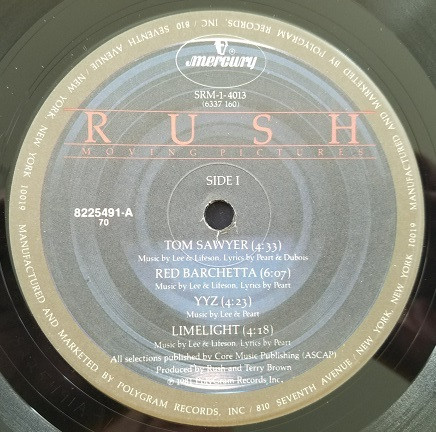 MANUFACTURED AND MARKETED BY POLYGRAM RECORDS, INC / 810 SEVENTH AVENUE / NEW YORK, NEW YORK 10019
MANUFACTURED AND MARKETED BY POLYGRAM RECORDS, INC / 810 SEVENTH AVENUE / NEW YORK, NEW YORK 10019
mercury
SRM-1-4013
(6337 160)
RUSH
MOVING PICTURES
SIDE I
8225491-A
70
TOM SAWYER (4:33)
Music by Lee & Lifeson. Lyrics by Peart & Dubois
RED BARCHETTA (6:07)
Music by Lee & Lifeson. Lyrics by Peart
YYZ (4:23)
Music by Lee & Peart
LIMELIGHT (4:18)
Music by Lee & Lifeson. Lyrics by Peart
All selections published by Core Music Publishing (ASCAP)
Produced by Rush and Terry Brown
℗ 1981 PolyGram Records Inc.